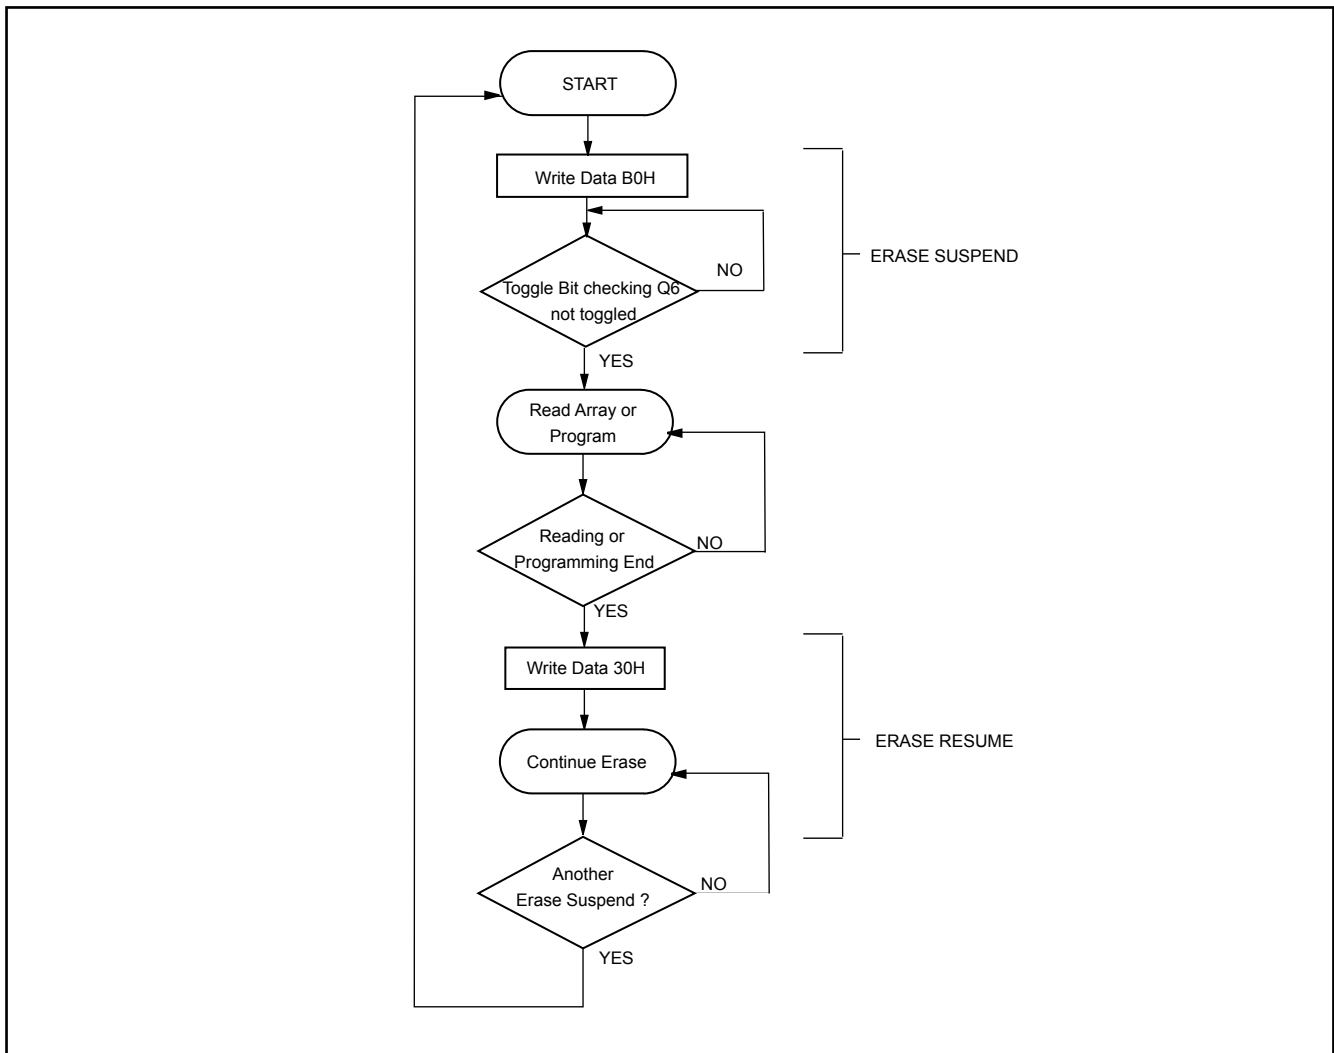 START
Write Data B0H
ERASE SUSPEND
NO
Toggle Bit checking Q6
not toggled
YES
Read Array or
Program
Reading or
NO
Programming End
YES
Write Data 30H
ERASE RESUME
Continue Erase
Another
NO
Erase Suspend ?
YES